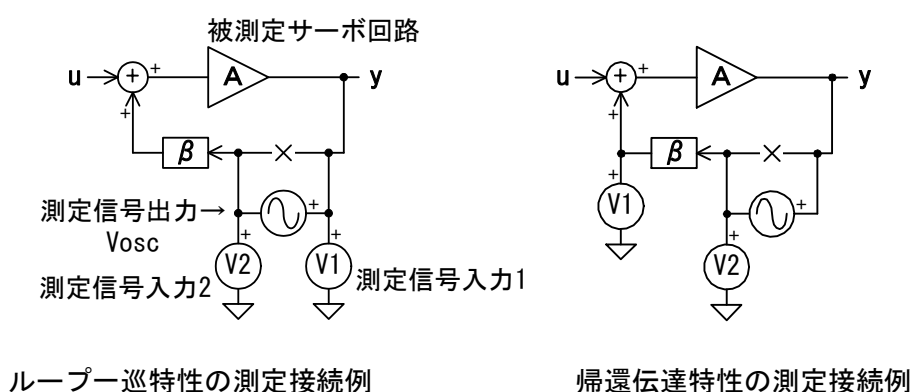 被測定サーボ回路
u
+
+
A
y
+
β
測定信号出力→
Vosc
+
+
+
V2
V1
測定信号入力2
測定信号入力1
ループ一巡特性の測定接続例
u
+
+
A
y
+
β
+
V1
+
+
V2
帰還伝達特性の測定接続例